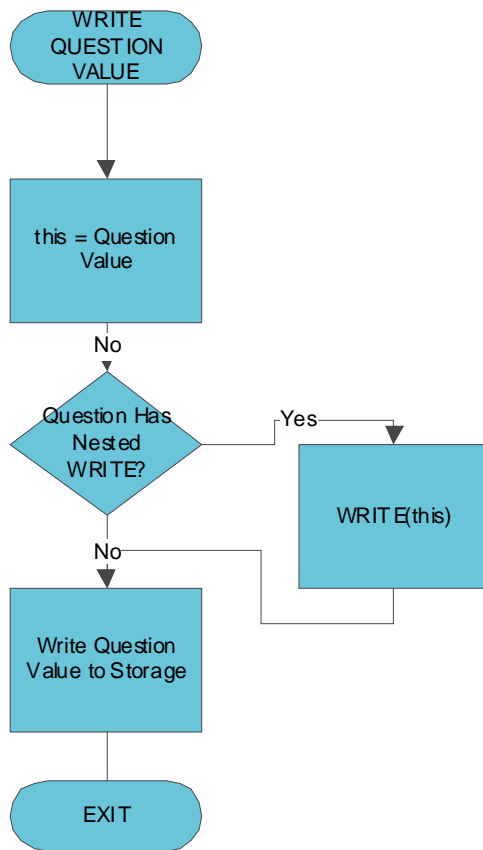 WRITE
QUESTION
VALUE
this = Question
Value
No
Question Has
Nested
WRITE?
Yes
WRITE(this)
No
Write Question
Value to Storage
EXIT